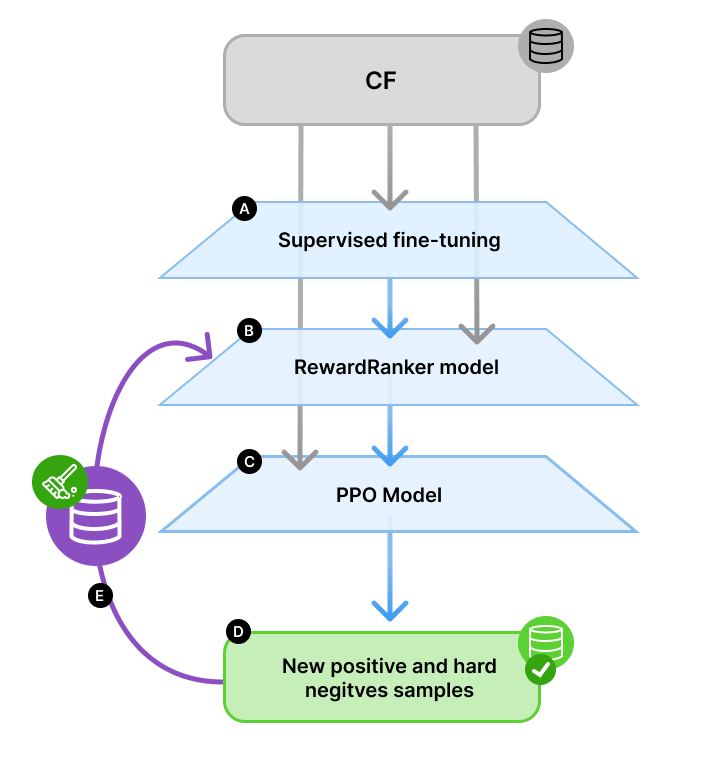 CF
A
Supervised fine-tuning
B
RewardRanker model
C
PPO Model
E
D
New positive and hard
negitves samples